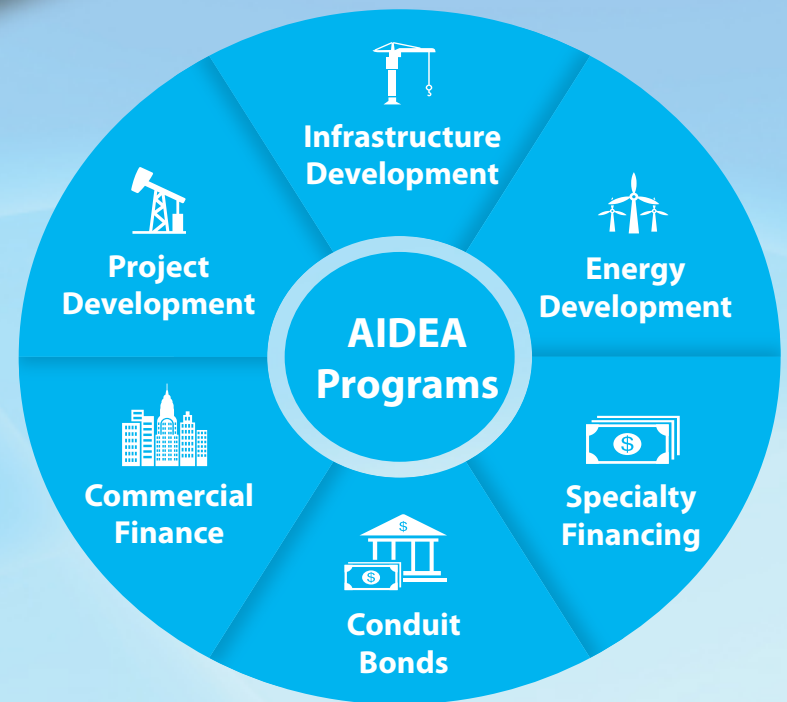 Infrastructure
Development
Project
Development
Energy
Development
AIDEA
Programs
Commercial
Finance
$
Specialty
Financing
$
$
Conduit
Bonds